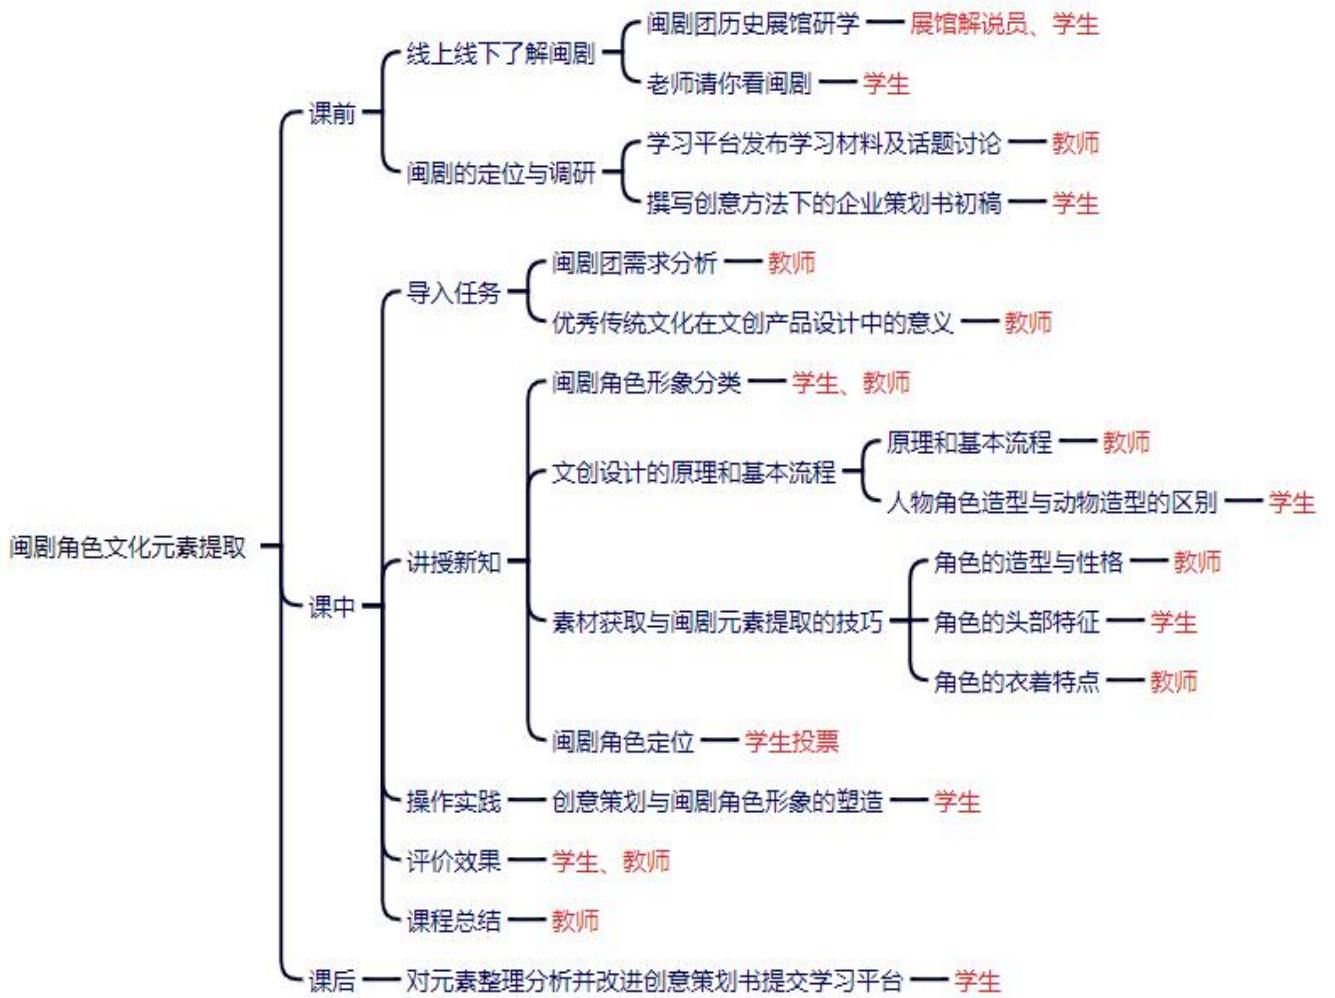 闽剧团历史展馆研学 展馆解说员、学生
线上线下了解闽剧
老师请你看闽剧 学生
课前
学习平台发布学习材料及话题讨论 教师
闽剧的定位与调研
撰写创意方法下的企业策划书初稿 学生
闽剧团需求分析 教师
导入任务
优秀传统文化在文创产品设计中的意义 教师
闽剧角色形象分类 学生、教师
原理和基本流程 教师
文创设计的原理和基本流程
人物角色造型与动物造型的区别 学生
闽剧角色文化元素提取
讲授新知
角色的造型与性格 教师
课中
素材获取与闽剧元素提取的技巧 角色的头部特征 学生
角色的衣着特点 教师
闽剧角色定位 学生投票
操作实践 创意策划与闽剧角色形象的塑造 学生
评价效果 学生、教师
课程总结 教师
课后 对元素整理分析并改进创意策划书提交学习平台 学生